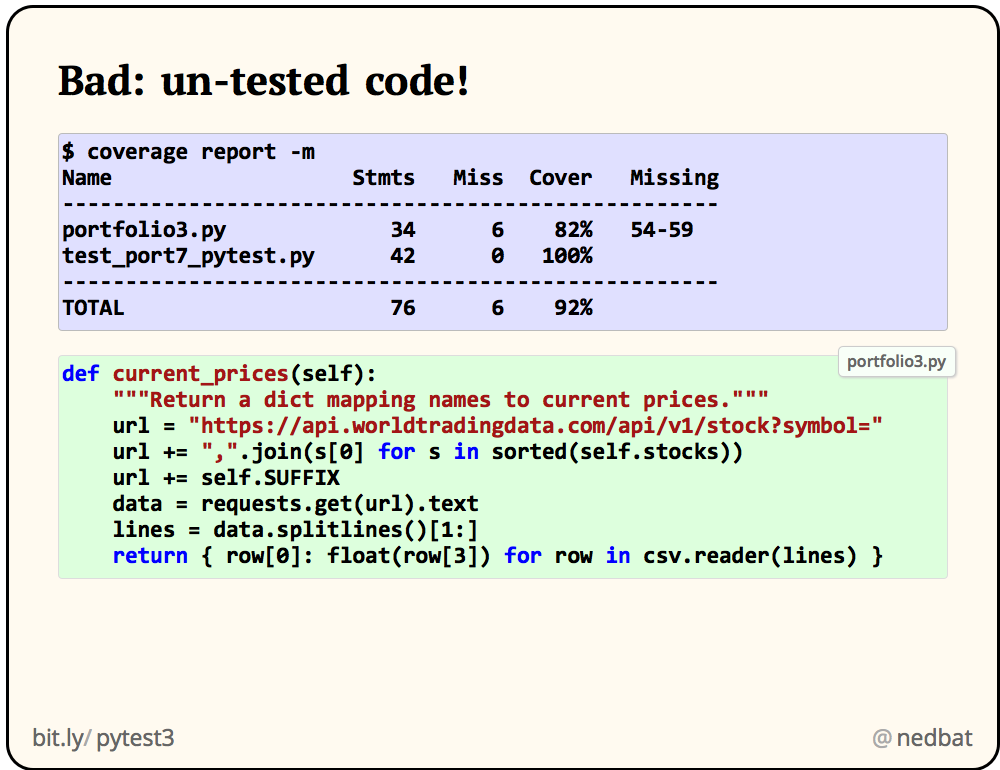 Bad: un-tested code!
$ coverage report -m
Name                   Stmts   Miss  Cover   Missing
----------------------------------------------------
portfolio3.py             34      6    82%   54-59
test_port7_pytest.py      42      0   100%
----------------------------------------------------
TOTAL                     76      6    92%
portfolio3.py
def current_prices(self):
    """Return a dict mapping names to current prices."""
    url = "https://api.worldtradingdata.com/api/v1/stock?symbol="
    url += ",".join(s[0] for s in sorted(self.stocks))
    url += self.SUFFIX
    data = requests.get(url).text
    lines = data.splitlines()[1:]
    return { row[0]: float(row[3]) for row in csv.reader(lines) }
bit.ly/pytest3
@nedbat